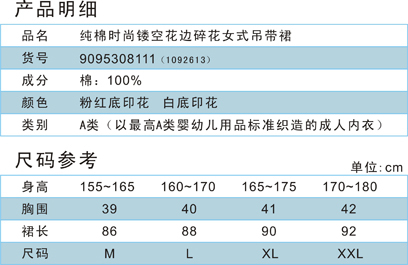 产品明细
品名 纯棉时尚镂空花边碎花女式吊带裙
货号 9095308111（1092613）
成分 棉：100%
颜色 粉红底印花 白底印花
类别 A类（以最高A类婴幼儿用品标准织造的成人内衣）
尺码参考 单位：cm
身高 155~165 160~170 165~175 170~180
胸围 39 40 41 42
裙长 86 88 90 92
尺码 M L XL XXL